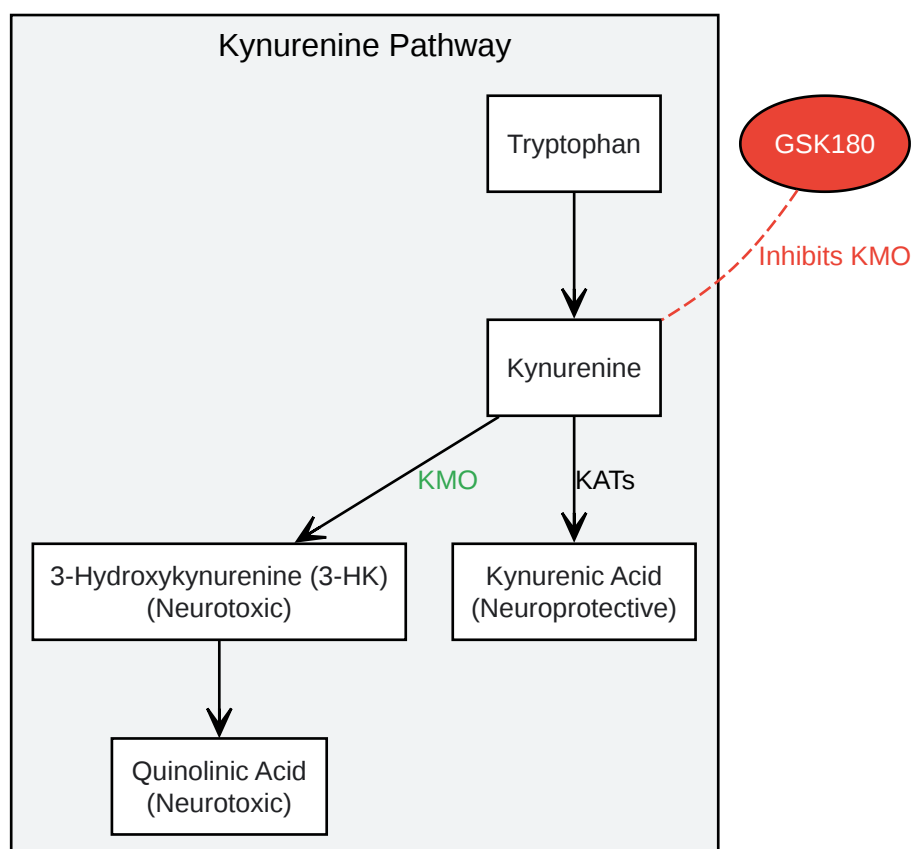 Kynurenine Pathway
Tryptophan
GSK180
Inhibits KMO
Kynurenine
KMO
KATs
3-Hydroxykynurenine (3-HK)
(Neurotoxic)
Kynurenic Acid
(Neuroprotective)
Quinolinic Acid
(Neurotoxic)